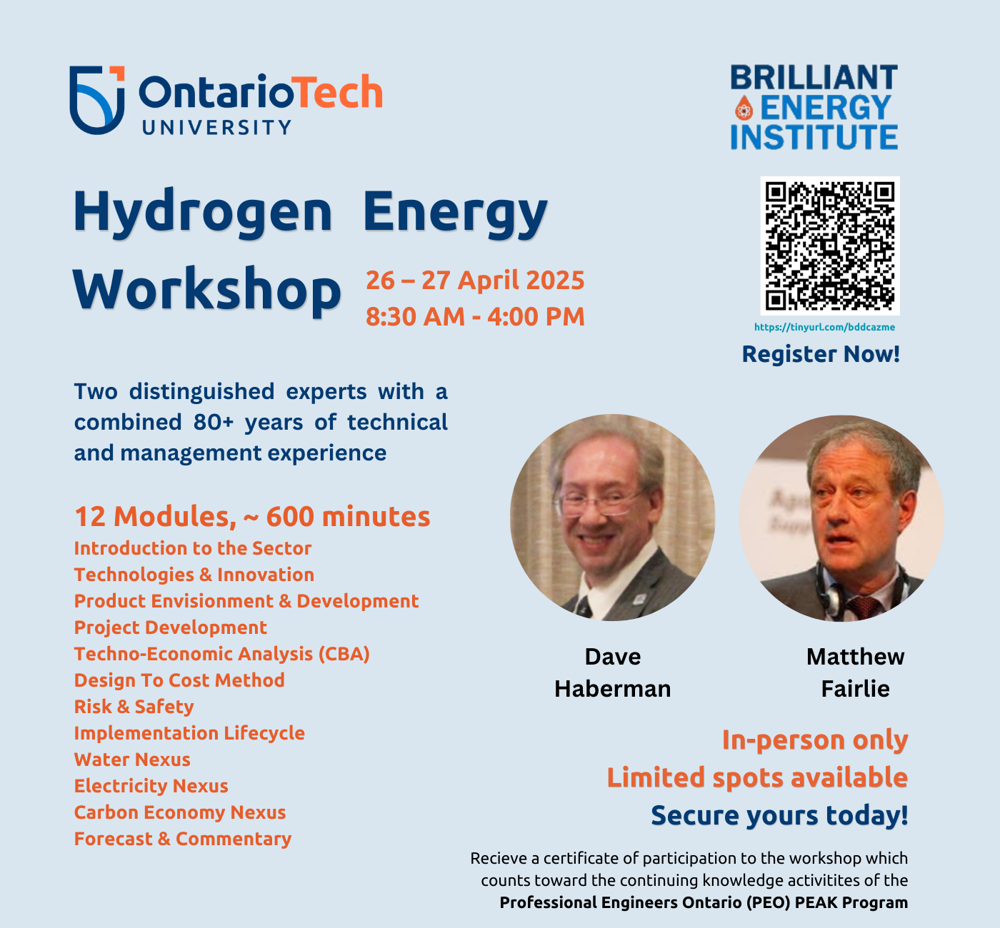 OntarioTech
UNIVERSITY
BRILLIANT
ENERGY
INSTITUTE
Hydrogen Energy
Workshop
26 – 27 April 2025
8:30 AM - 4:00 PM
https://tinyurl.com/bddcazme
Register Now!
Two distinguished experts with a
combined 80+ years of technical
and management experience
12 Modules, ~ 600 minutes
Introduction to the Sector
Technologies & Innovation
Product Envisionment & Development
Project Development
Techno-Economic Analysis (CBA)
Design To Cost Method
Risk & Safety
Implementation Lifecycle
Water Nexus
Electricity Nexus
Carbon Economy Nexus
Forecast & Commentary
Dave
Haberman
Matthew
Fairlie
In-person only
Limited spots available
Secure yours today!
Recieve a certificate of participation to the workshop which
counts toward the continuing knowledge activitites of the
Professional Engineers Ontario (PEO) PEAK Program